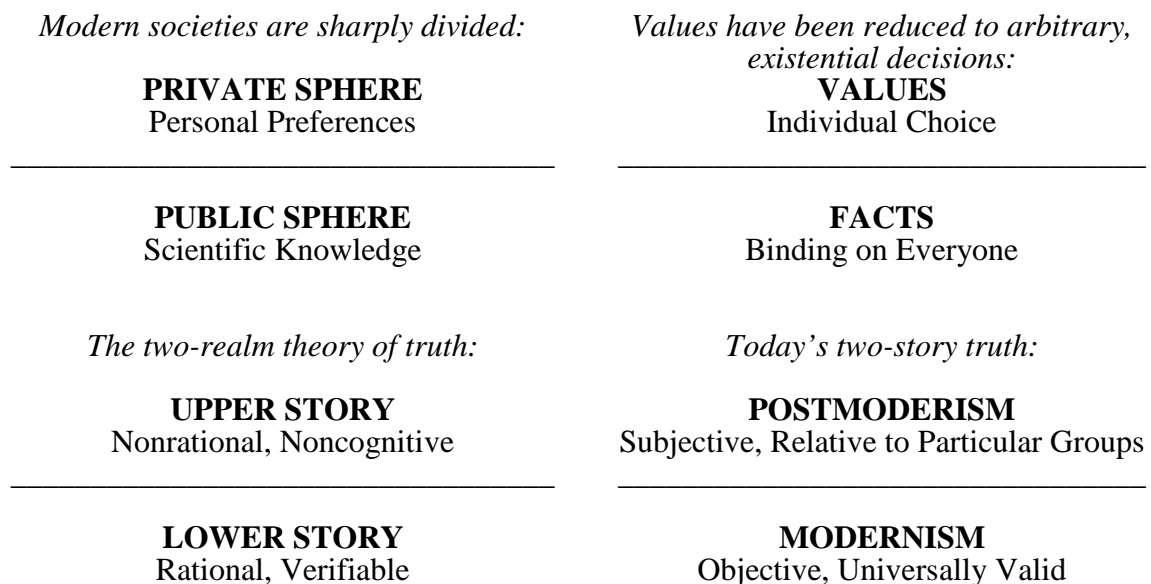 Modern societies are sharply divided:
PRIVATE SPHERE
Personal Preferences
PUBLIC SPHERE
Scientific Knowledge
Values have been reduced to arbitrary,
existential decisions:
VALUES
Individual Choice
FACTS
Binding on Everyone
The two-realm theory of truth:
UPPER STORY
Nonrational, Noncognitive
LOWER STORY
Rational, Verifiable
Today’s two-story truth:
POSTMODERISM
Subjective, Relative to Particular Groups
MODERNISM
Objective, Universally Valid